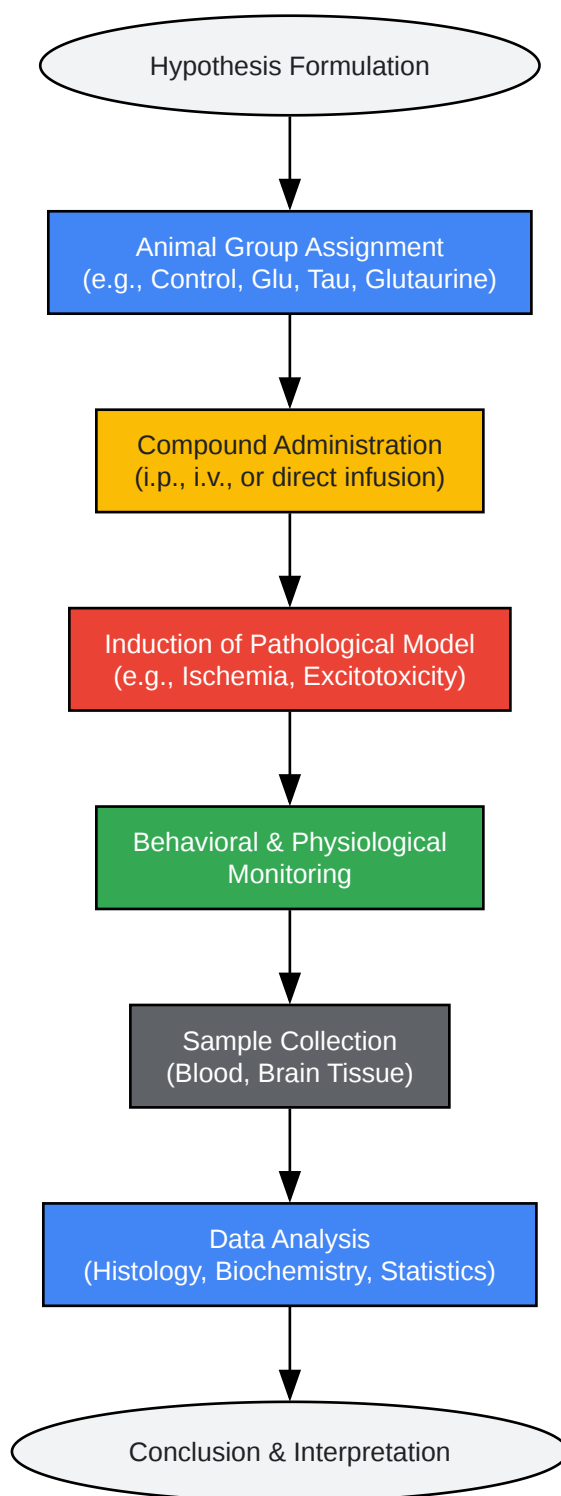 Hypothesis Formulation
Animal Group Assignment
(e.g., Control, Glu, Tau, Glutaurine)
Compound Administration
(i.p., i.v., or direct infusion)
Induction of Pathological Model
(e.g., Ischemia, Excitotoxicity)
Behavioral & Physiological
Monitoring
Sample Collection
(Blood, Brain Tissue)
Data Analysis
(Histology, Biochemistry, Statistics)
Conclusion & Interpretation